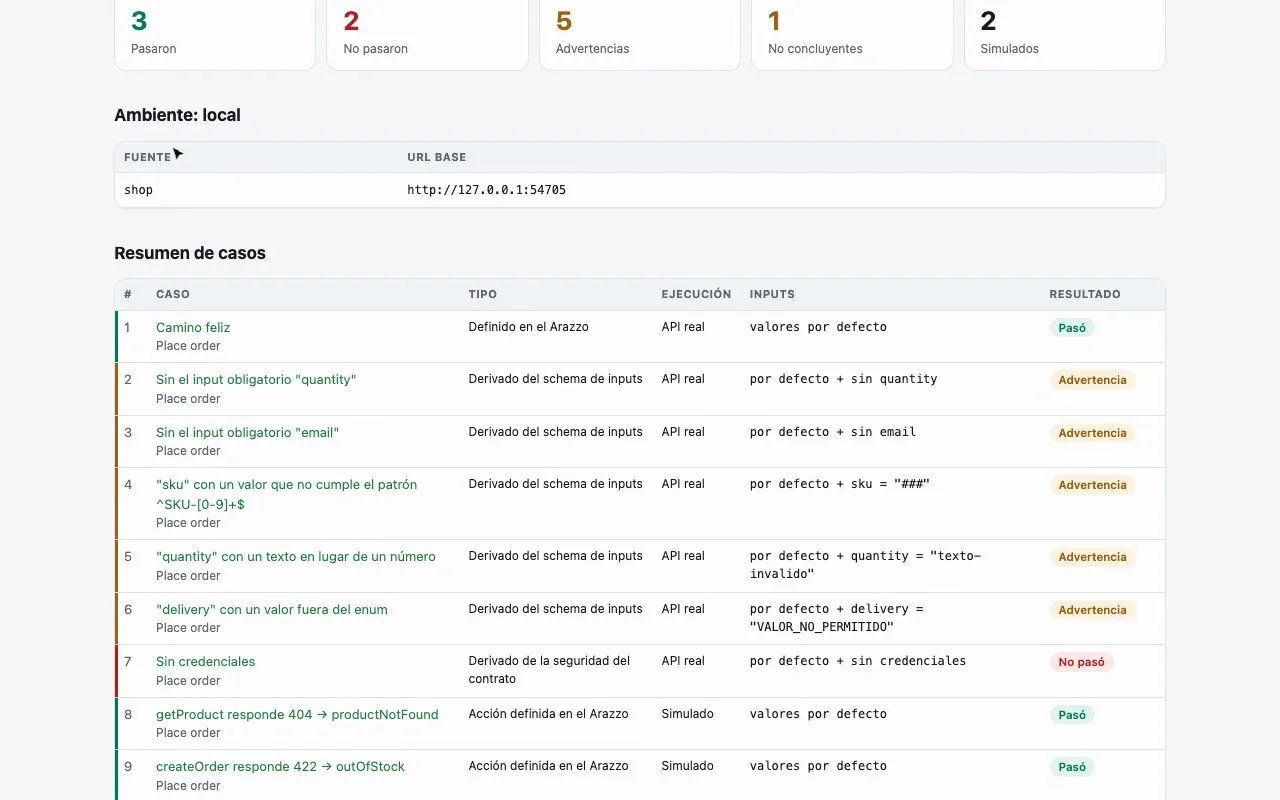 3
Pasaron
2
No pasaron
5
Advertencias
1
No concluyentes
2
Simulados
Ambiente: local
FUENTE URL BASE
shop http://127.0.0.1:54705
Resumen de casos
# CASO TIPO EJECUCIÓN INPUTS RESULTADO
1 Camino feliz Definido en el Arazzo API real valores por defecto Pasó
Place order
2 Sin el input obligatorio "quantity" Derivado del schema de inputs API real por defecto + sin quantity Advertencia
Place order
3 Sin el input obligatorio "email" Derivado del schema de inputs API real por defecto + sin email Advertencia
Place order
4 "sku" con un valor que no cumple el patrón Derivado del schema de inputs API real por defecto + sku = "###" Advertencia
^SKU-[0-9]+$
Place order
5 "quantity" con un texto en lugar de un número Derivado del schema de inputs API real por defecto + quantity = "texto- Advertencia
Place order invalido"
6 "delivery" con un valor fuera del enum Derivado del schema de inputs API real por defecto + delivery = Advertencia
Place order "VALOR_NO_PERMITIDO"
7 Sin credenciales Derivado de la seguridad del API real por defecto + sin credenciales No pasó
Place order contrato
8 getProduct responde 404 → productNotFound Acción definida en el Arazzo Simulado valores por defecto Pasó
Place order
9 createOrder responde 422 → outOfStock Acción definida en el Arazzo Simulado valores por defecto Pasó
Place order